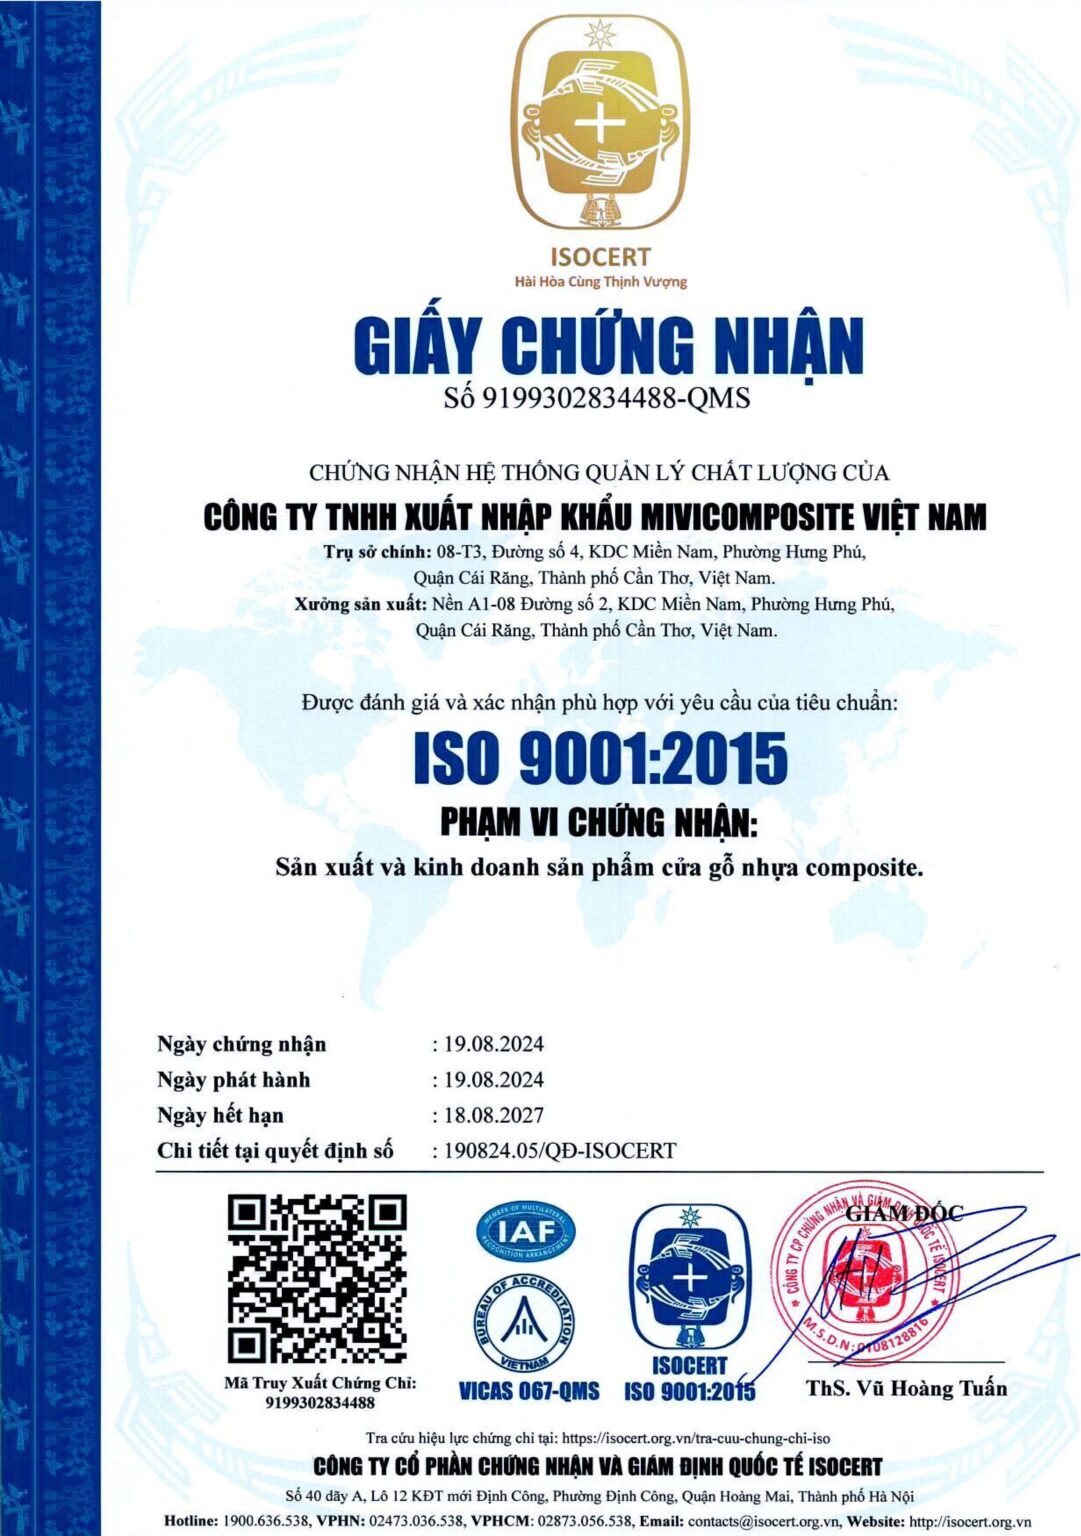 ISOCERT
Hài Hòa Cùng Thịnh Vượng
GIẤY CHỨNG NHẬN
Số 9199302834488-QMS
CHỨNG NHẬN HỆ THỐNG QUẢN LÝ CHẤT LƯỢNG CỦA
CÔNG TY TNHH XUẤT NHẬP KHẨU MIVICOMPOSITE VIỆT NAM
Trụ sở chính: 08-T3, Đường số 4, KDC Miền Nam, Phường Hưng Phú,
Quận Cái Răng, Thành phố Cần Thơ, Việt Nam.
Xưởng sản xuất: Nền A1-08 Đường số 2, KDC Miền Nam, Phường Hưng Phú,
Quận Cái Răng, Thành phố Cần Thơ, Việt Nam.
Được đánh giá và xác nhận phù hợp với yêu cầu của tiêu chuẩn:
ISO 9001:2015
PHẠM VI CHỨNG NHẬN:
Sản xuất và kinh doanh sản phẩm cửa gỗ nhựa composite.
Ngày chứng nhận : 19.08.2024
Ngày phát hành : 19.08.2024
Ngày hết hạn : 18.08.2027
Chi tiết tại quyết định số : 190824.05/QĐ-ISOCERT
Mã Truy Xuất Chứng Chỉ:
9199302834488
MEMBER OF MULTILATERAL
IAF
RECOGNITION ARRANGEMENT
BUREAU OF ACCREDITATION
VIETNAM
VICAS 067-QMS
ISOCERT
ISO 9001:2015
GIÁM ĐỐC
CÔNG TY CP CHỨNG NHẬN VÀ GIÁM ĐỊNH QUỐC TẾ ISOCERT
M.S.D.N: 0108128816
ThS. Vũ Hoàng Tuấn
Tra cứu hiệu lực chứng chỉ tại: https://isocert.org.vn/tra-cuu-chung-chi-iso
CÔNG TY CỔ PHẦN CHỨNG NHẬN VÀ GIÁM ĐỊNH QUỐC TẾ ISOCERT
Số 40 dãy A, Lô 12 KĐT mới Định Công, Phường Định Công, Quận Hoàng Mai, Thành phố Hà Nội
Hotline: 1900.636.538, VPHN: 02473.036.538, VPHCM: 02873.056.538, Email: contacts@isocert.org.vn, Website: http://isocert.org.vn